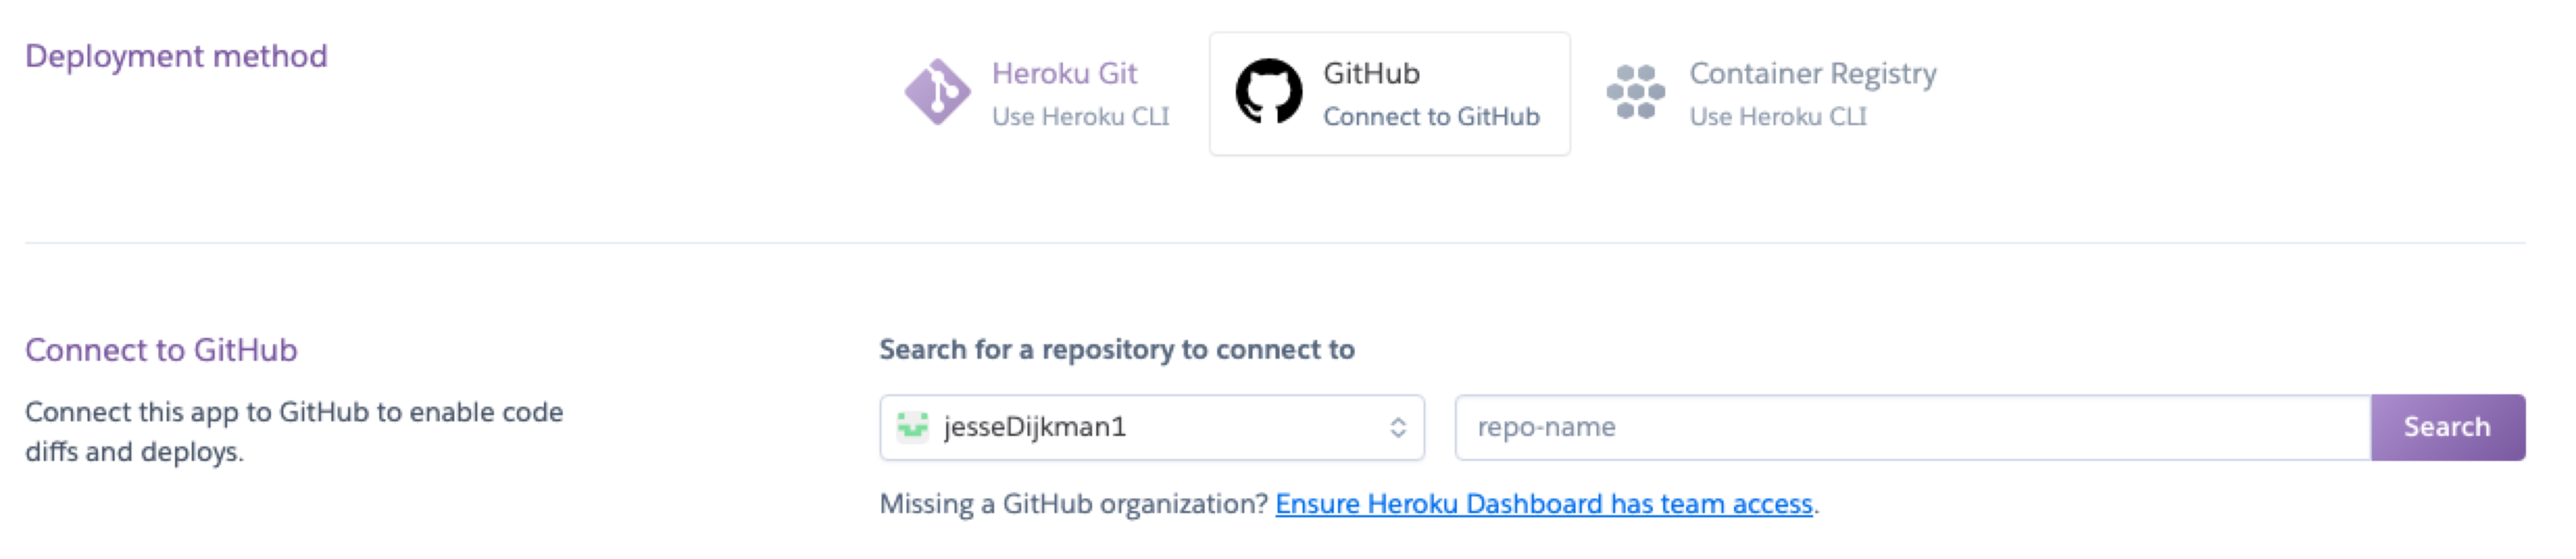 Deployment method
Heroku Git
Use Heroku CLI
GitHub
Connect to GitHub
Container Registry
Use Heroku CLI
Connect to GitHub
Connect this app to GitHub to enable code
diffs and deploys.
Search for a repository to connect to
jesseDijkman1
repo-name
Search
Missing a GitHub organization? Ensure Heroku Dashboard has team access.